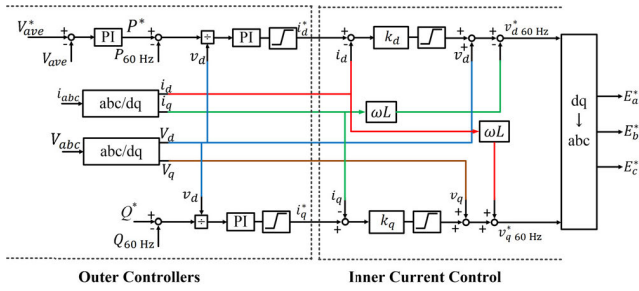 V*ave + - PI P* + - ÷ PI i*d + - kd + + + - v*d 60 Hz
Vave P60 Hz vd id vd
iabc abc/dq id iq ωL
Vabc abc/dq Vd Vq ωL
dq ↓ abc
E*a
E*b
E*c
vd iq vq
Q* + - ÷ PI i*q - + kq + + + + v*q 60 Hz
Q60 Hz
Outer Controllers
Inner Current Control